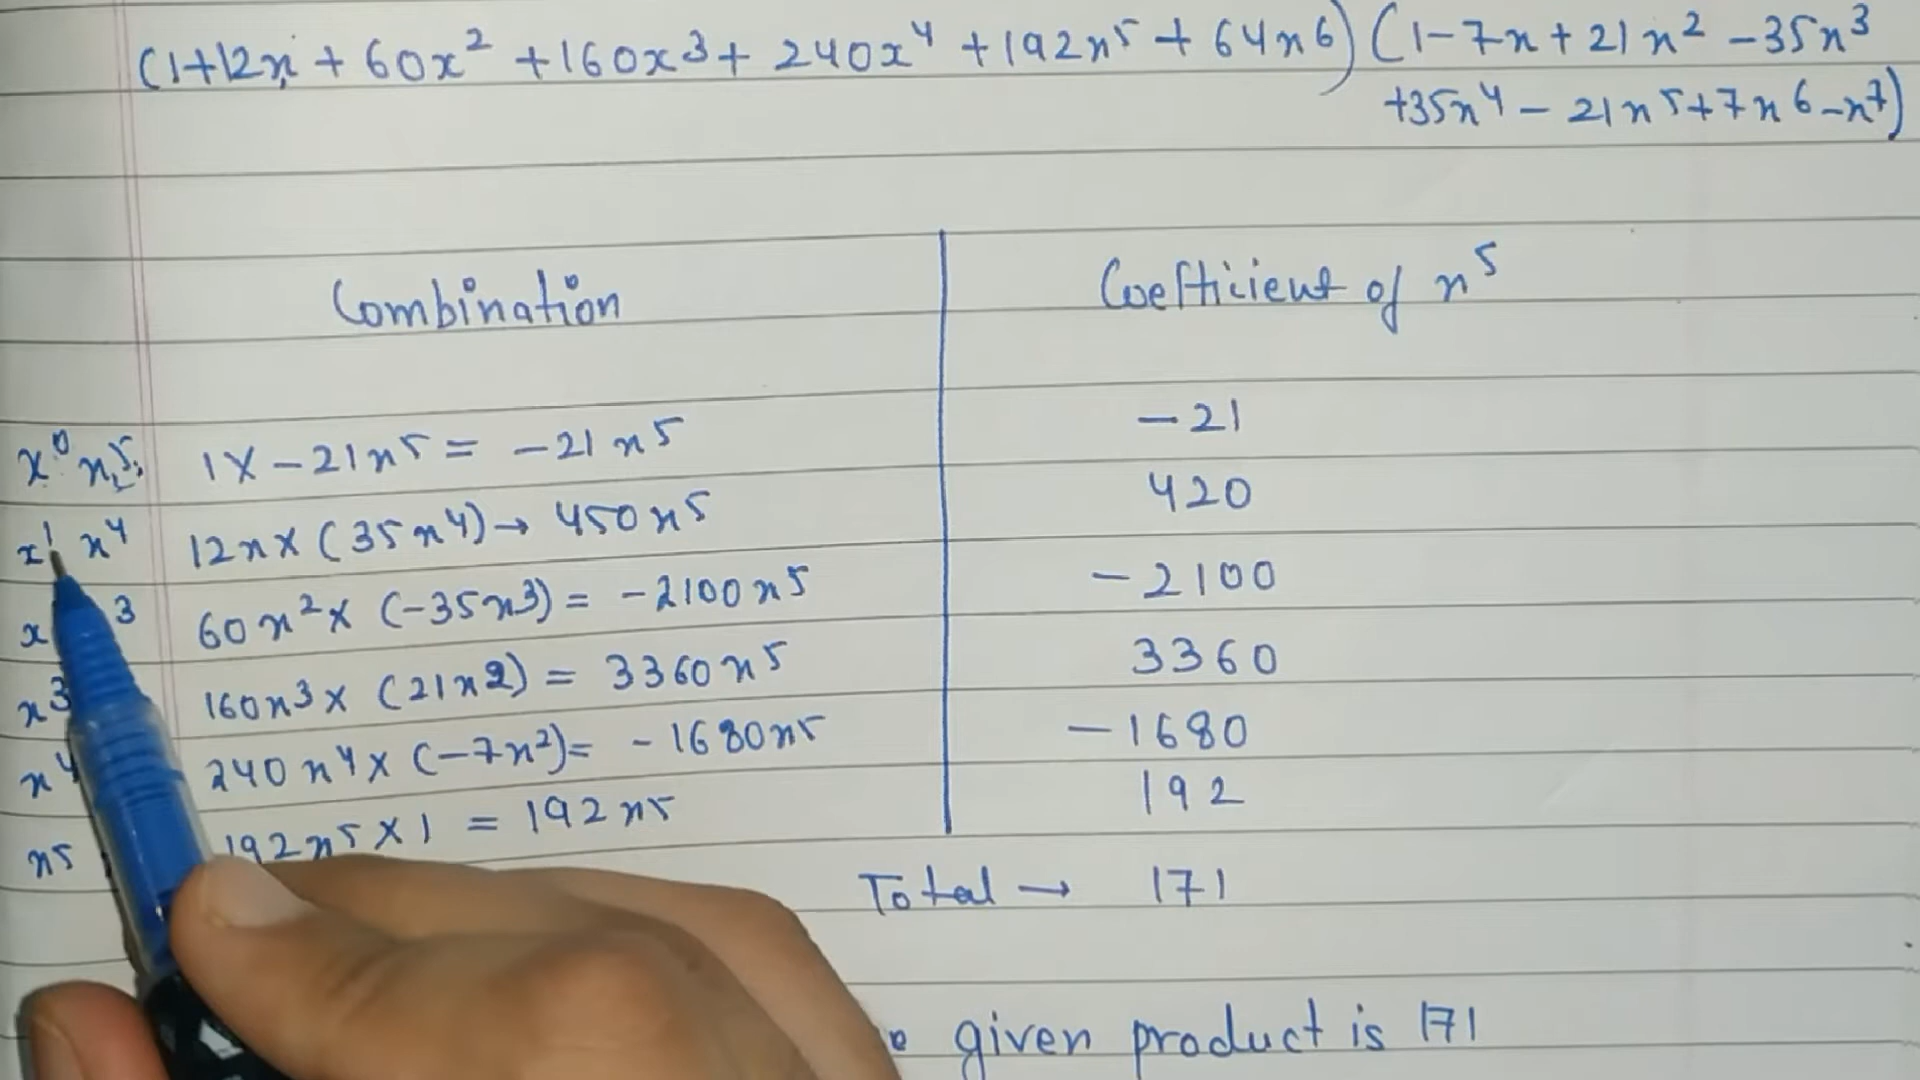 (1+12x + 60x² + 160x³ + 240x⁴ + 192x⁵ + 64x6) (1-7x + 21x² - 35x³
+35x⁴ - 21x⁵ + 7x⁶ - x⁷)
Combination Coefficient of x⁵
x⁰ x⁵ 1 X - 21x⁵ = - 21x⁵ - 21
x¹ x⁴ 12x x (35x⁴) → 450x⁵ 420
x 3 60x² x (-35x³) = - 2100x⁵ - 2100
x³ 160x³ x (21x2) = 3360x⁵ 3360
x⁴ 240x⁴ x (-7x²) = - 1680x⁵ - 1680
x5 192x⁵ X 1 = 192x⁵ 192
Total → 171
given product is 171